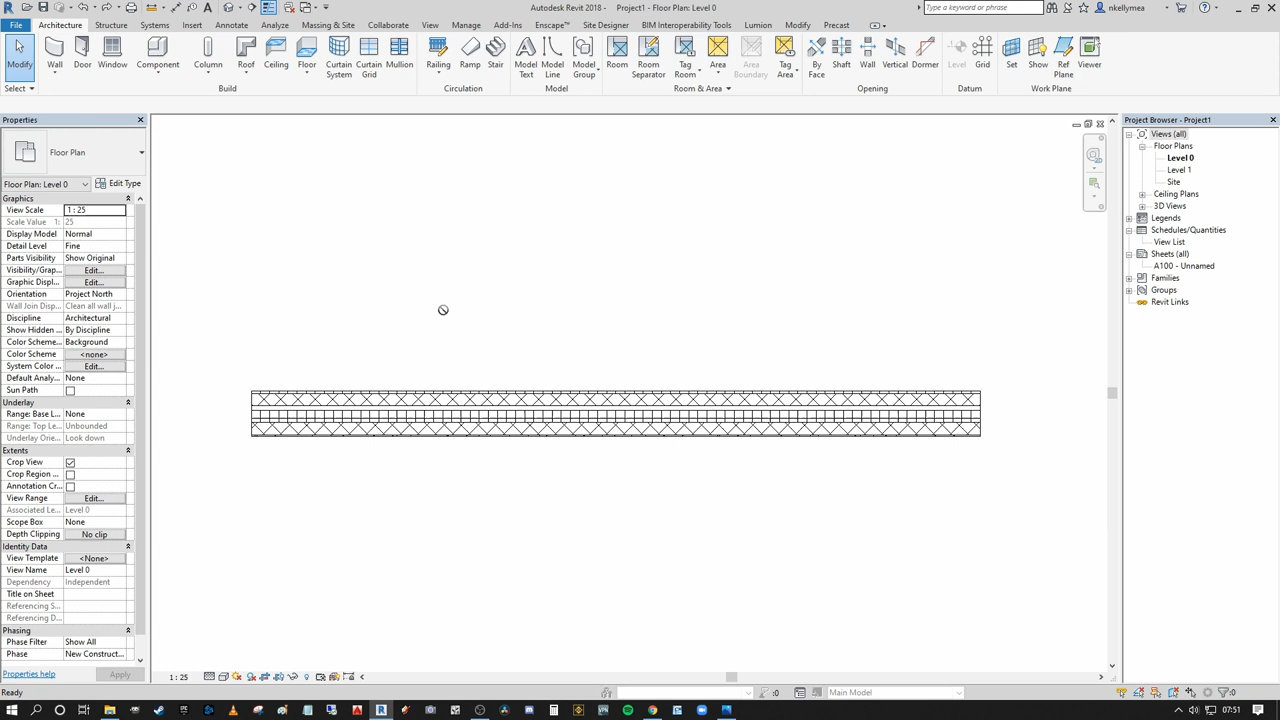 Autodesk Revit 2018 - Project1 - Floor Plan: Level 0
Type a keyword or phrase
nkellymea
File Architecture Structure Systems Insert Annotate Analyze Massing & Site Collaborate View Manage Add-Ins Enscape™ Site Designer BIM Interoperability Tools Lumion Modify Precast
Modify Wall Door Window Component Column Roof Ceiling Floor Curtain System Curtain Grid Mullion Railing Ramp Stair Model Text Model Line Model Group Room Room Separator Tag Room Area Area Boundary Tag Area By Face Shaft Wall Vertical Dormer Level Grid Set Show Ref Plane Viewer
Select Build Circulation Model Room & Area Opening Datum Work Plane
Properties
Floor Plan
Floor Plan: Level 0 Edit Type
Graphics
View Scale 1 : 25
Scale Value 1: 25
Display Model Normal
Detail Level Fine
Parts Visibility Show Original
Visibility/Grap... Edit...
Graphic Displ... Edit...
Orientation Project North
Wall Join Disp... Clean all wall j...
Discipline Architectural
Show Hidden ... By Discipline
Color Scheme... Background
Color Scheme <none>
System Color ... Edit...
Default Analy... None
Sun Path
Underlay
Range: Base L... None
Range: Top Le... Unbounded
Underlay Orie... Look down
Extents
Crop View
Crop Region ...
Annotation Cr...
View Range Edit...
Associated Le... Level 0
Scope Box None
Depth Clipping No clip
Identity Data
View Template <None>
View Name Level 0
Dependency Independent
Title on Sheet
Referencing S...
Referencing D...
Phasing
Phase Filter Show All
Phase New Construct...
Properties help Apply
Project Browser - Project1
Views (all)
Floor Plans
Level 0
Level 1
Site
Ceiling Plans
3D Views
Legends
Schedules/Quantities
View List
Sheets (all)
A100 - Unnamed
Families
Groups
Revit Links
1 : 25
Ready
:0
Main Model
:0
07:51